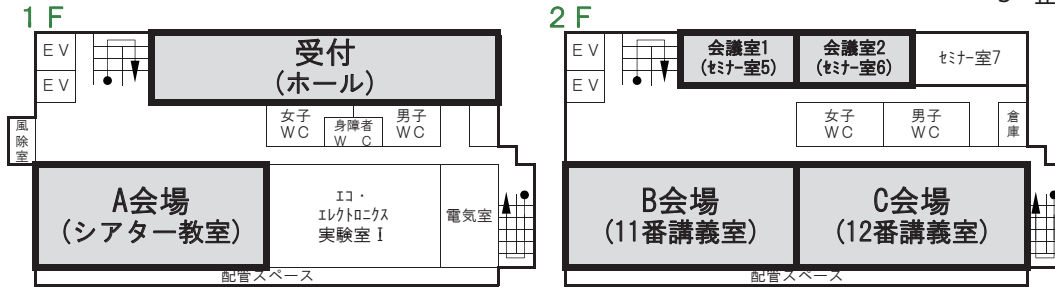 1F
EV
EV
受付
(ホール)
女子
WC
身障者
W C
男子
WC
風
除
室
A会場
(シアター教室)
エコ・
エレクトロニクス
実験室Ⅰ
電気室
配管スペース
2F
EV
EV
会議室1
(セミナー室5)
会議室2
(セミナー室6)
セミナー室7
女子
WC
男子
WC
倉
庫
B会場
(11番講義室)
C会場
(12番講義室)
配管スペース